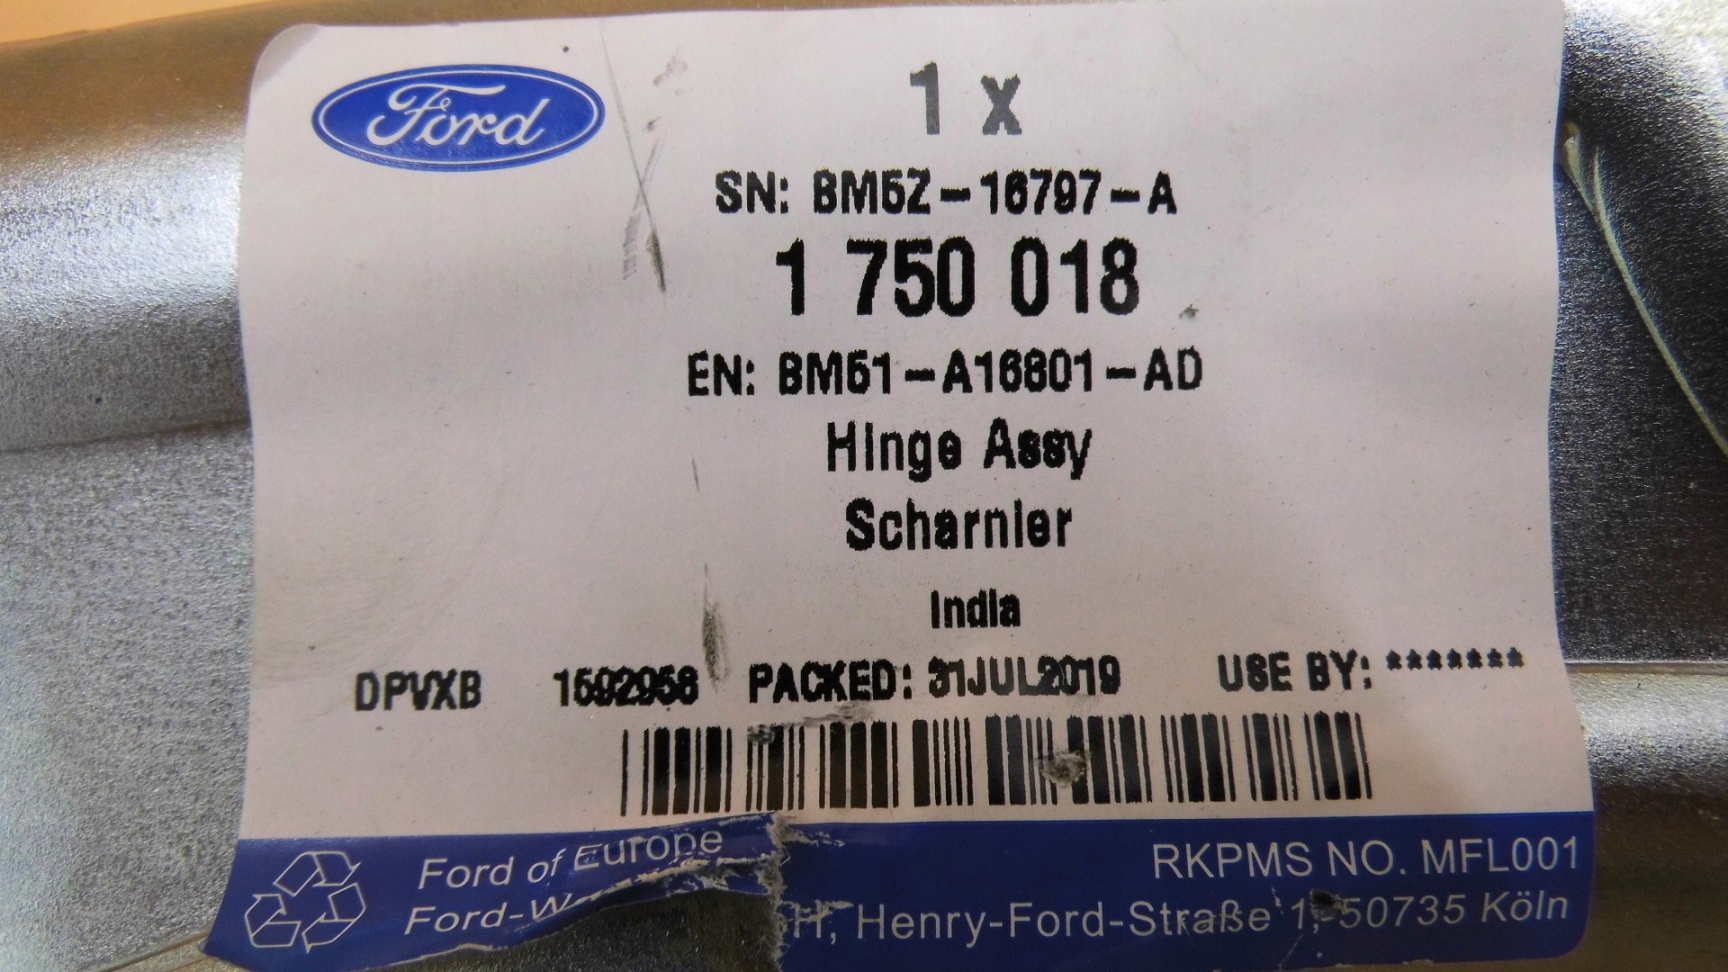 Ford
1 x
SN: BM5Z-16797-A
1 750 018
EN: BM51-A16801-AD
Hinge Assy
Scharnier
India
DPVXB 1592958 PACKED: 31JUL2019 USE BY: *******
Ford of Europe RKPMS NO. MFL001
Henry-Ford-Straße 1, 50735 Köln